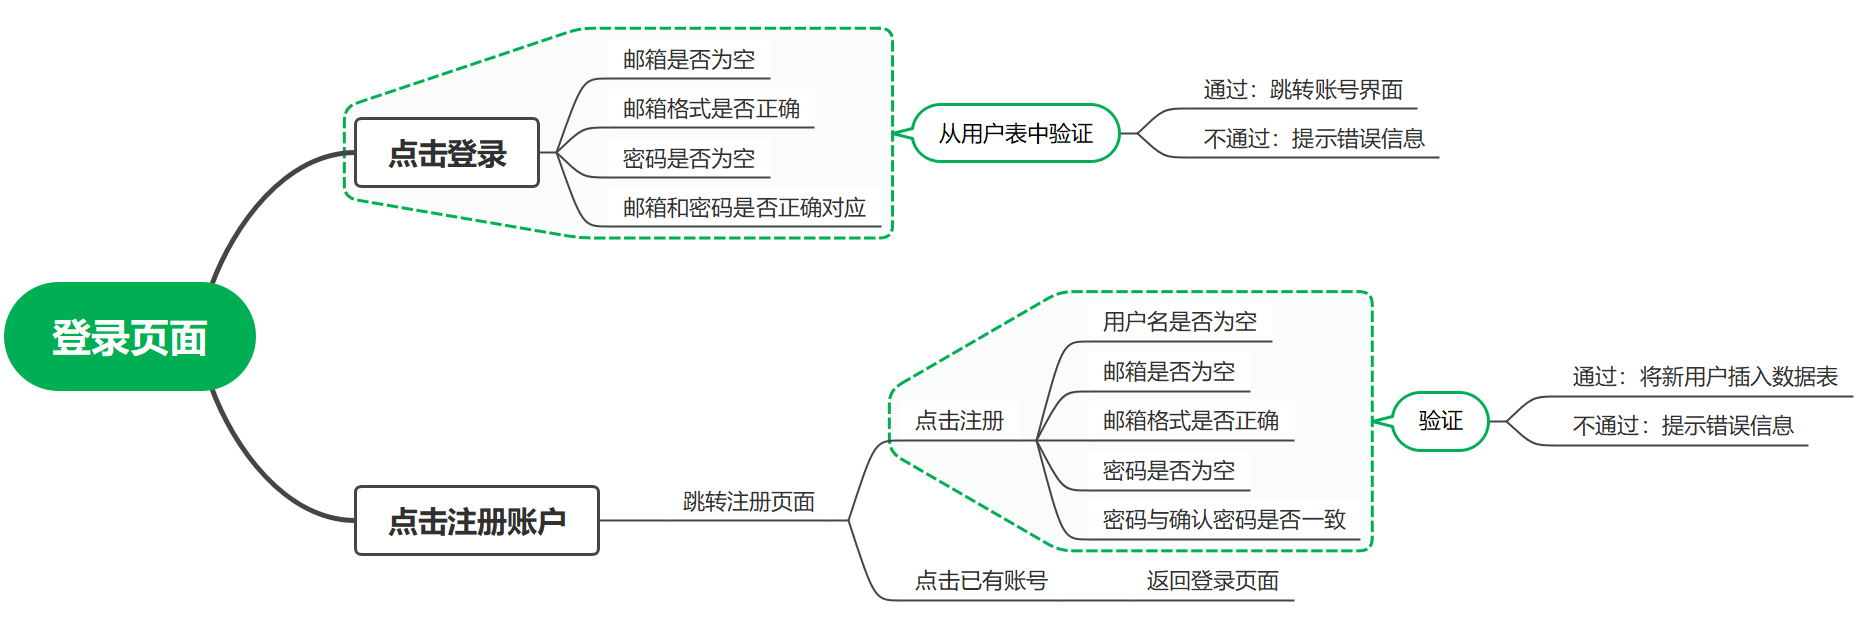 登录页面
点击登录
邮箱是否为空
邮箱格式是否正确
密码是否为空
邮箱和密码是否正确对应
从用户表中验证
通过：跳转账号界面
不通过：提示错误信息
点击注册账户
跳转注册页面
点击注册
用户名是否为空
邮箱是否为空
邮箱格式是否正确
密码是否为空
密码与确认密码是否一致
验证
通过：将新用户插入数据表
不通过：提示错误信息
点击已有账号
返回登录页面